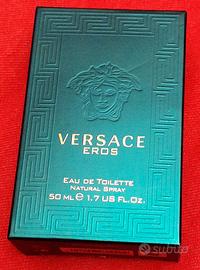 VERSACE
EROS
EAU DE TOILETTE
NATURAL SPRAY
50 ML ℮ 1.7 US FL.OZ.
subito